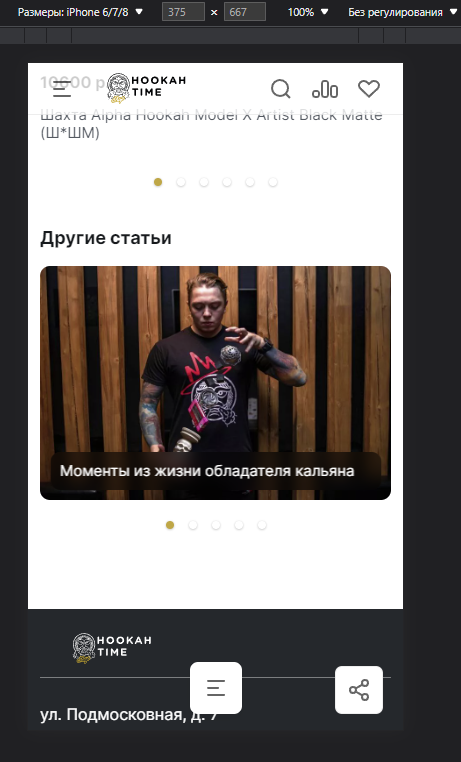 Размеры: iPhone 6/7/8 ▼ 375 × 667 100% ▼ Без регулирования ▼
10600 р
HOOKAH
TIME
Шахта Alpha Hookah Model X Artist Black Matte
(Ш*ШМ)
Другие статьи
Моменты из жизни обладателя кальяна
HOOKAH
TIME
ул. Подмосковная, д. 7